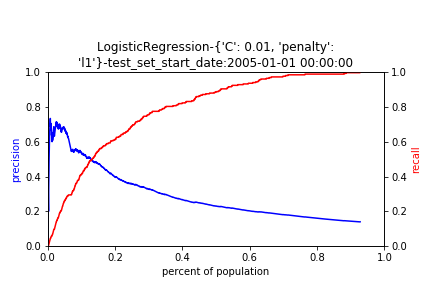 LogisticRegression-{'C': 0.01, 'penalty':
'l1'}-test_set_start_date:2005-01-01 00:00:00
1.0
0.8
0.6
0.4
0.2
0.0
precision
1.0
0.8
0.6
0.4
0.2
0.0
recall
0.0 0.2 0.4 0.6 0.8 1.0
percent of population